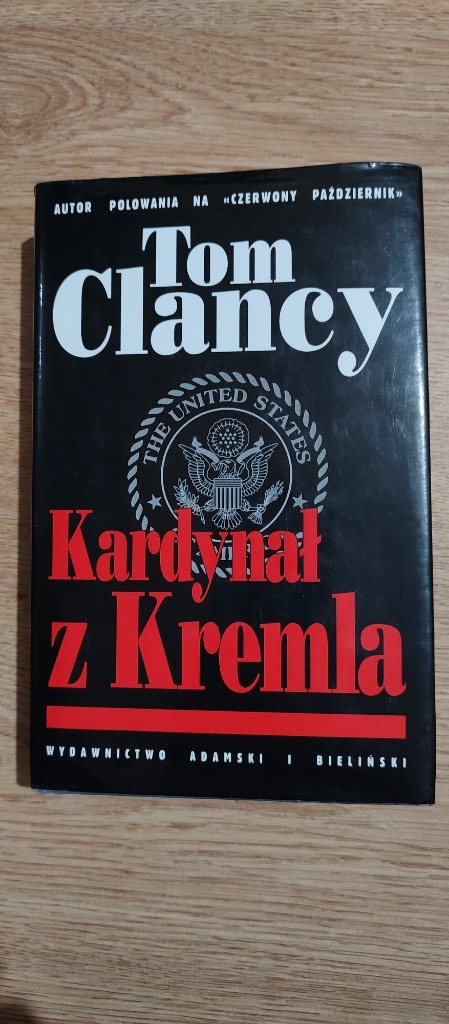 AUTOR POLOWANIA NA «CZERWONY PAŹDZIERNIK»
Tom
Clancy
THE UNITED STATES
Kardynał
z Kremla
WYDAWNICTWO ADAMSKI I BIELIŃSKI